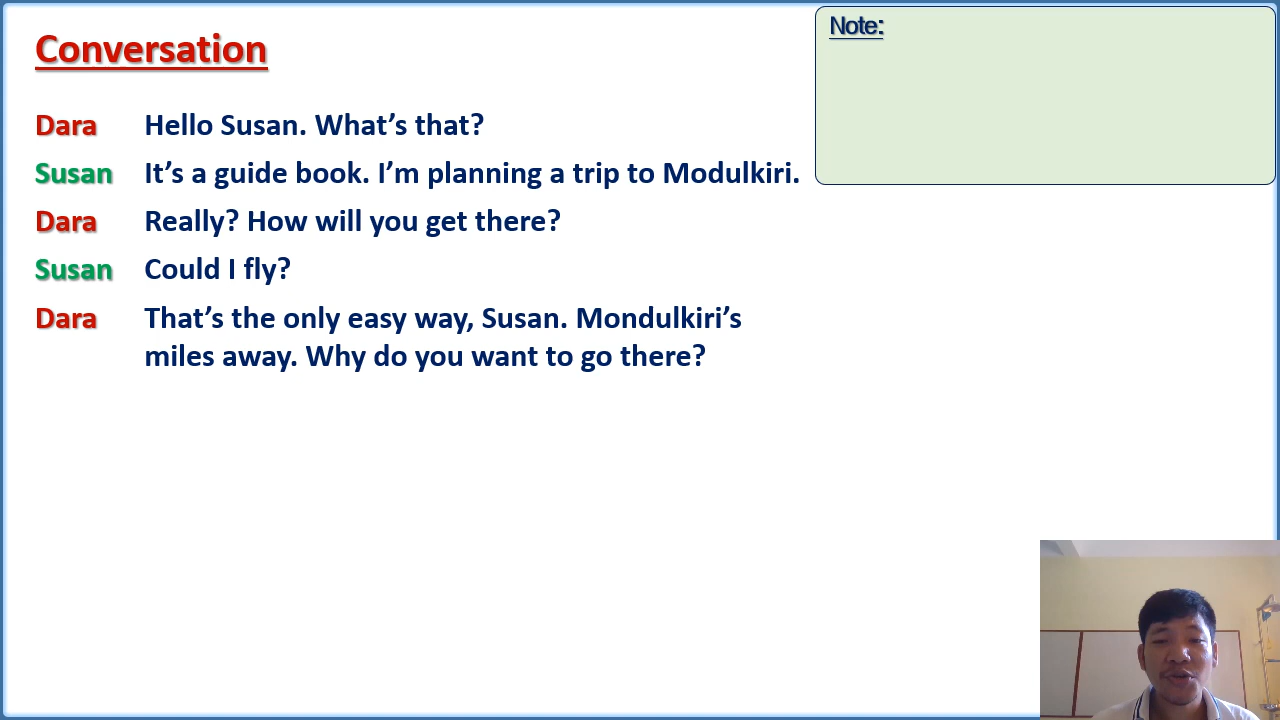 Conversation
Note:
Dara Hello Susan. What’s that?
Susan It’s a guide book. I’m planning a trip to Modulkiri.
Dara Really? How will you get there?
Susan Could I fly?
Dara That’s the only easy way, Susan. Mondulkiri’s
miles away. Why do you want to go there?